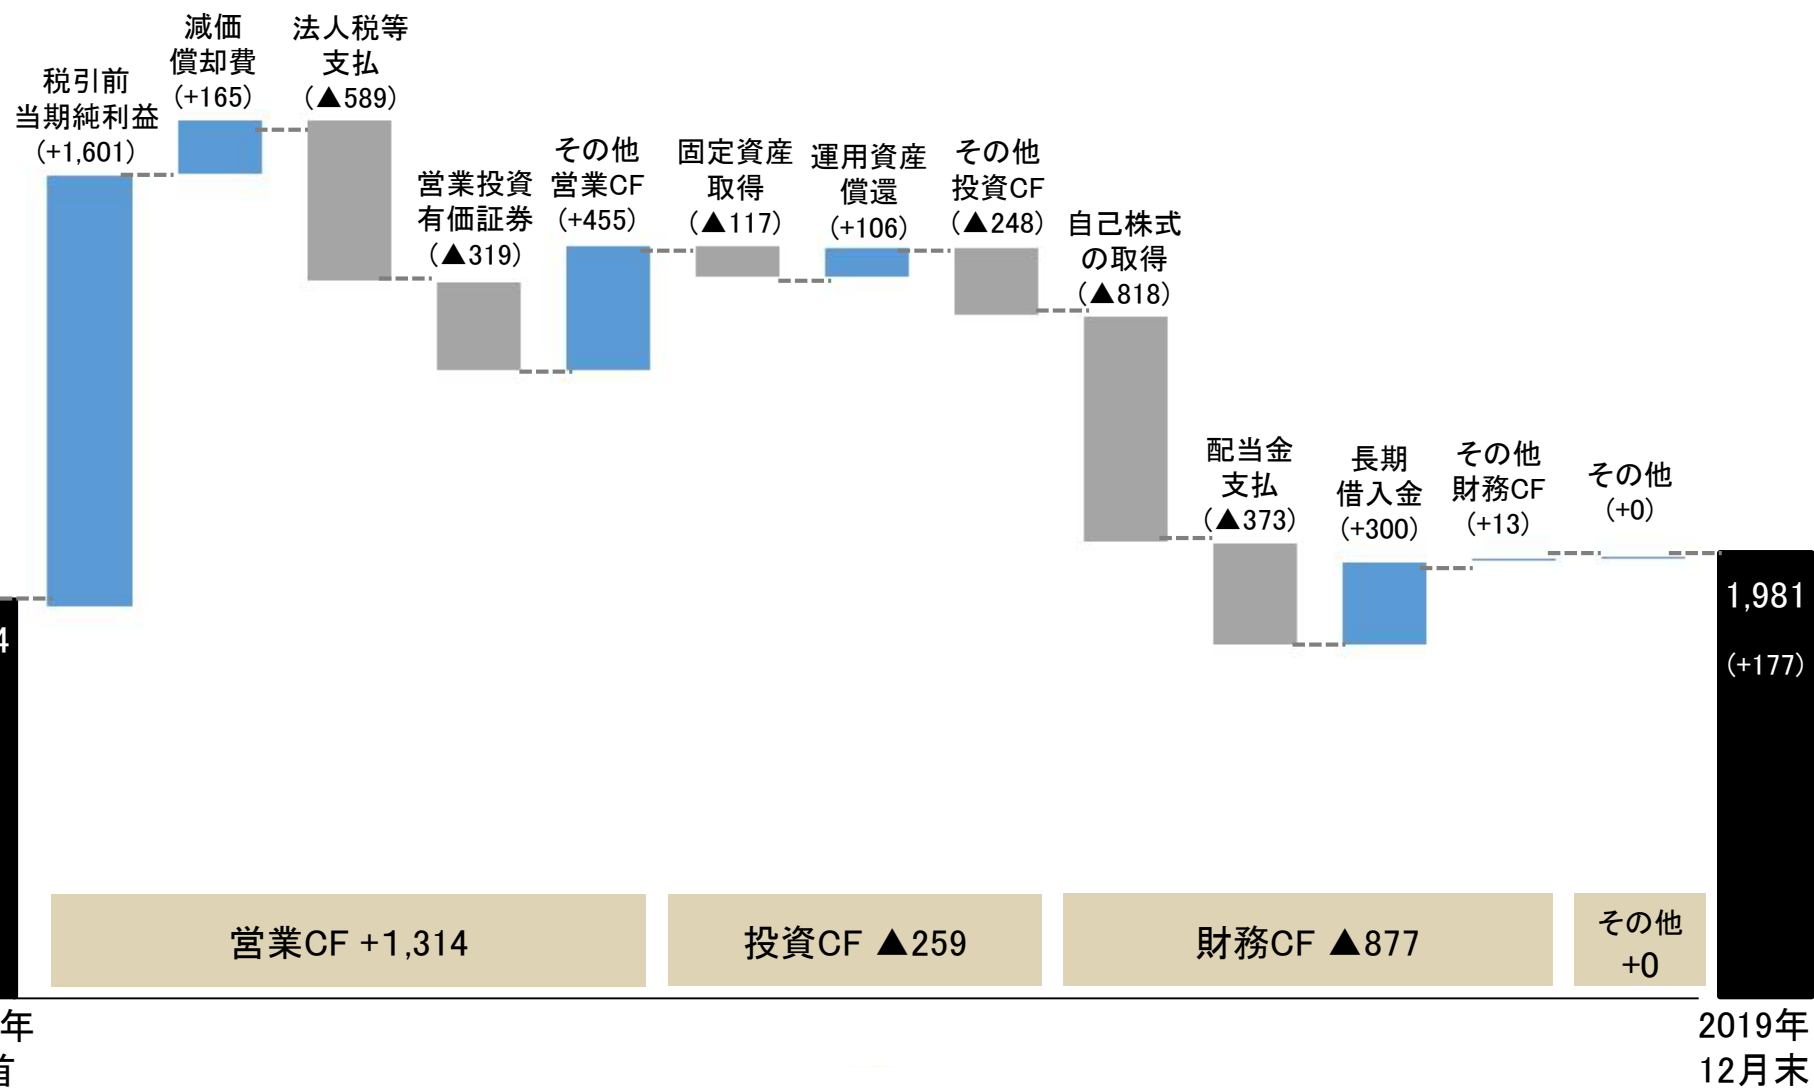 税引前
当期純利益
(+1,601)
減価
償却費
(+165)
法人税等
支払
(▲589)
営業投資
有価証券
(▲319)
その他
営業CF
(+455)
固定資産
取得
(▲117)
運用資産
償還
(+106)
その他
投資CF
(▲248)
自己株式
の取得
(▲818)
配当金
支払
(▲373)
長期
借入金
(+300)
その他
財務CF
(+13)
その他
(+0)
4
1,981
(+177)
営業CF +1,314
投資CF ▲259
財務CF ▲877
その他
+0
年
首
2019年
12月末